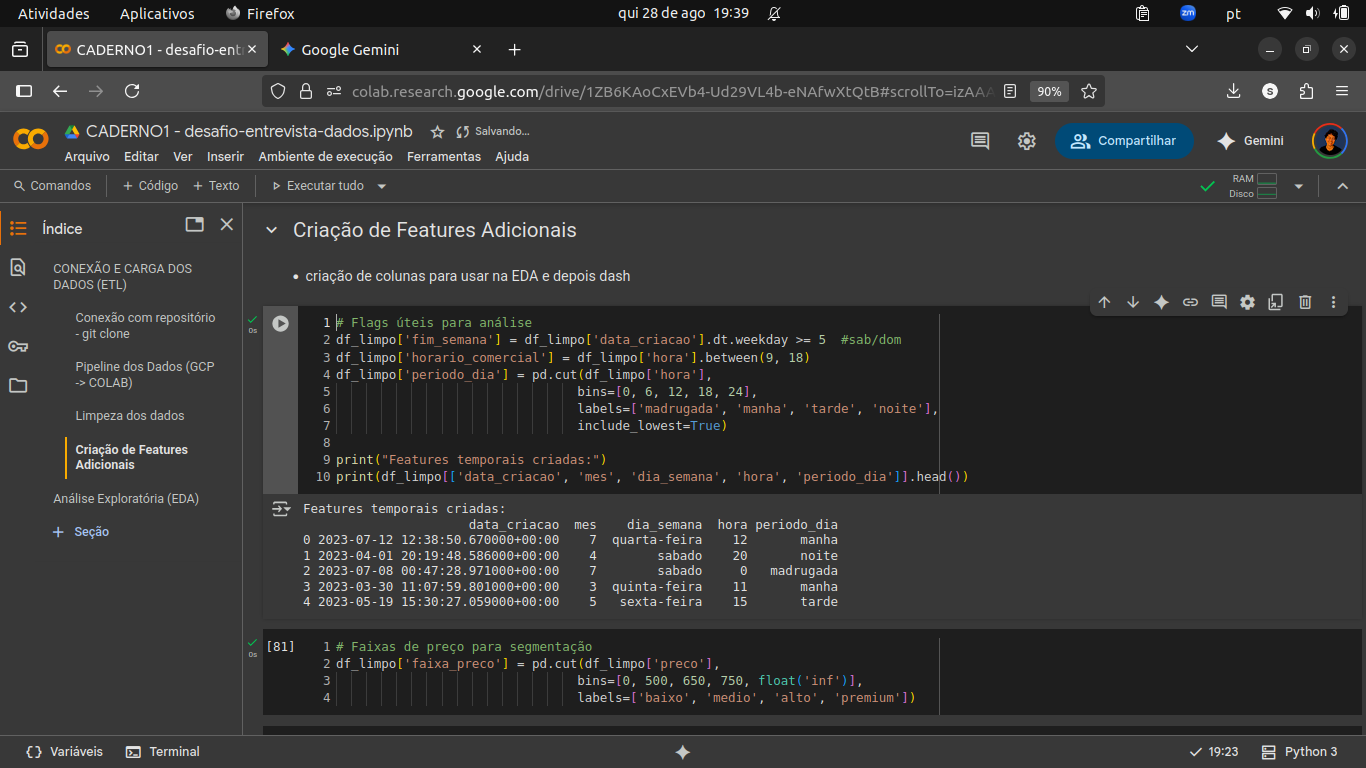 Atividades Aplicativos Firefox qui 28 de ago 19:39 zm pt
CADERNO1 - desafio-entr Google Gemini
colab.research.google.com/drive/1ZB6KAoCxEVb4-Ud29VL4b-eNAfwXtQtB#scrollTo=izAAA 90% S
CADERNO1 - desafio-entrevista-dados.ipynb Salvando...
Arquivo Editar Ver Inserir Ambiente de execução Ferramentas Ajuda
Compartilhar Gemini
Comandos + Código + Texto Executar tudo RAM
Disco
Índice
CONEXÃO E CARGA DOS
DADOS (ETL)
Conexão com repositório
- git clone
Pipeline dos Dados (GCP
-> COLAB)
Limpeza dos dados
Criação de Features
Adicionais
Análise Exploratória (EDA)
+ Seção
Criação de Features Adicionais
• criação de colunas para usar na EDA e depois dash
0s
1 # Flags úteis para análise
2 df_limpo['fim_semana'] = df_limpo['data_criacao'].dt.weekday >= 5  #sab/dom
3 df_limpo['horario_comercial'] = df_limpo['hora'].between(9, 18)
4 df_limpo['periodo_dia'] = pd.cut(df_limpo['hora'],
5 bins=[0, 6, 12, 18, 24],
6 labels=['madrugada', 'manha', 'tarde', 'noite'],
7 include_lowest=True)
8
9 print("Features temporais criadas:")
10 print(df_limpo[['data_criacao', 'mes', 'dia_semana', 'hora', 'periodo_dia']].head())
Features temporais criadas:
data_criacao mes dia_semana hora periodo_dia
0 2023-07-12 12:38:50.670000+00:00 7 quarta-feira 12 manha
1 2023-04-01 20:19:48.586000+00:00 4 sabado 20 noite
2 2023-07-08 00:47:28.971000+00:00 7 sabado 0 madrugada
3 2023-03-30 11:07:59.801000+00:00 3 quinta-feira 11 manha
4 2023-05-19 15:30:27.059000+00:00 5 sexta-feira 15 tarde
0s
[81] 1 # Faixas de preço para segmentação
2 df_limpo['faixa_preco'] = pd.cut(df_limpo['preco'],
3 bins=[0, 500, 650, 750, float('inf')],
4 labels=['baixo', 'medio', 'alto', 'premium'])
Variáveis Terminal 19:23 Python 3